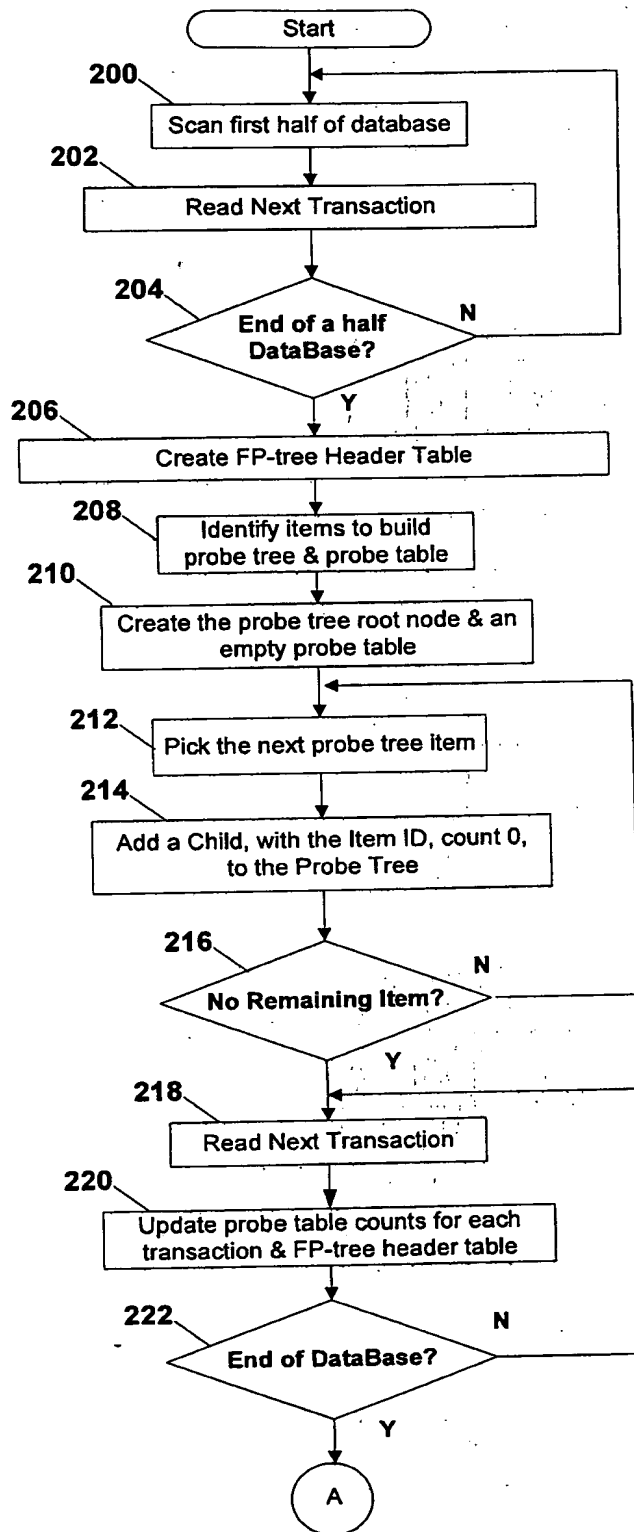 Start
200
Scan first half of database
202
Read Next Transaction
204
End of a half
DataBase?
N
Y
206
Create FP-tree Header Table
208
Identify items to build
probe tree & probe table
210
Create the probe tree root node & an
empty probe table
212
Pick the next probe tree item
214
Add a Child, with the Item ID, count 0,
to the Probe Tree
216
No Remaining Item?
N
Y
218
Read Next Transaction
220
Update probe table counts for each
transaction & FP-tree header table
222
End of DataBase?
N
Y
A